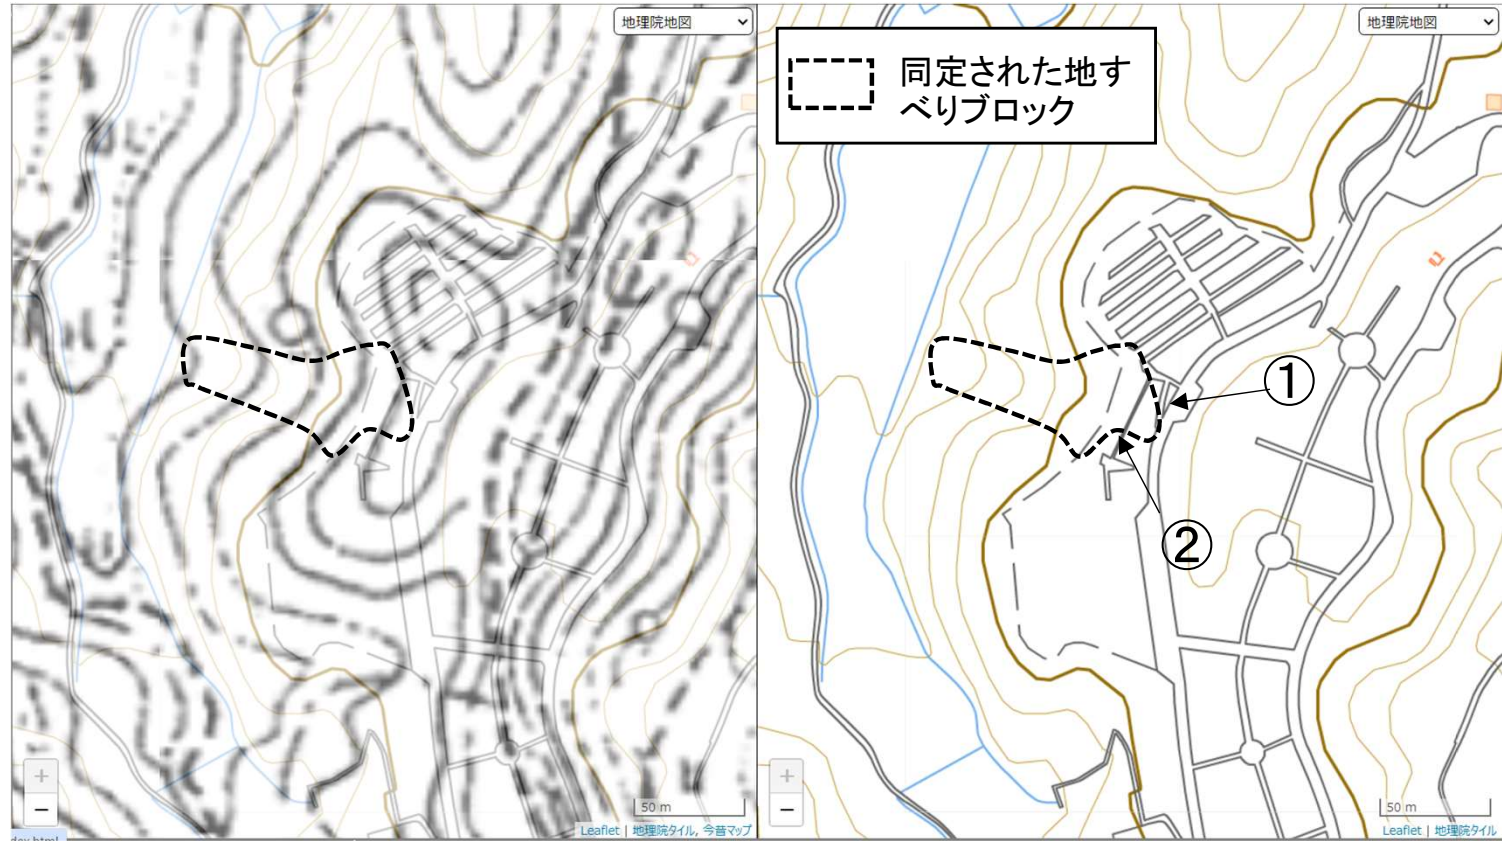 地理院地図
地理院地図
同定された地す
べりブロック
①
②
+
−
50 m
Leaflet | 地理院タイル, 今昔マップ
+
−
50 m
Leaflet | 地理院タイル